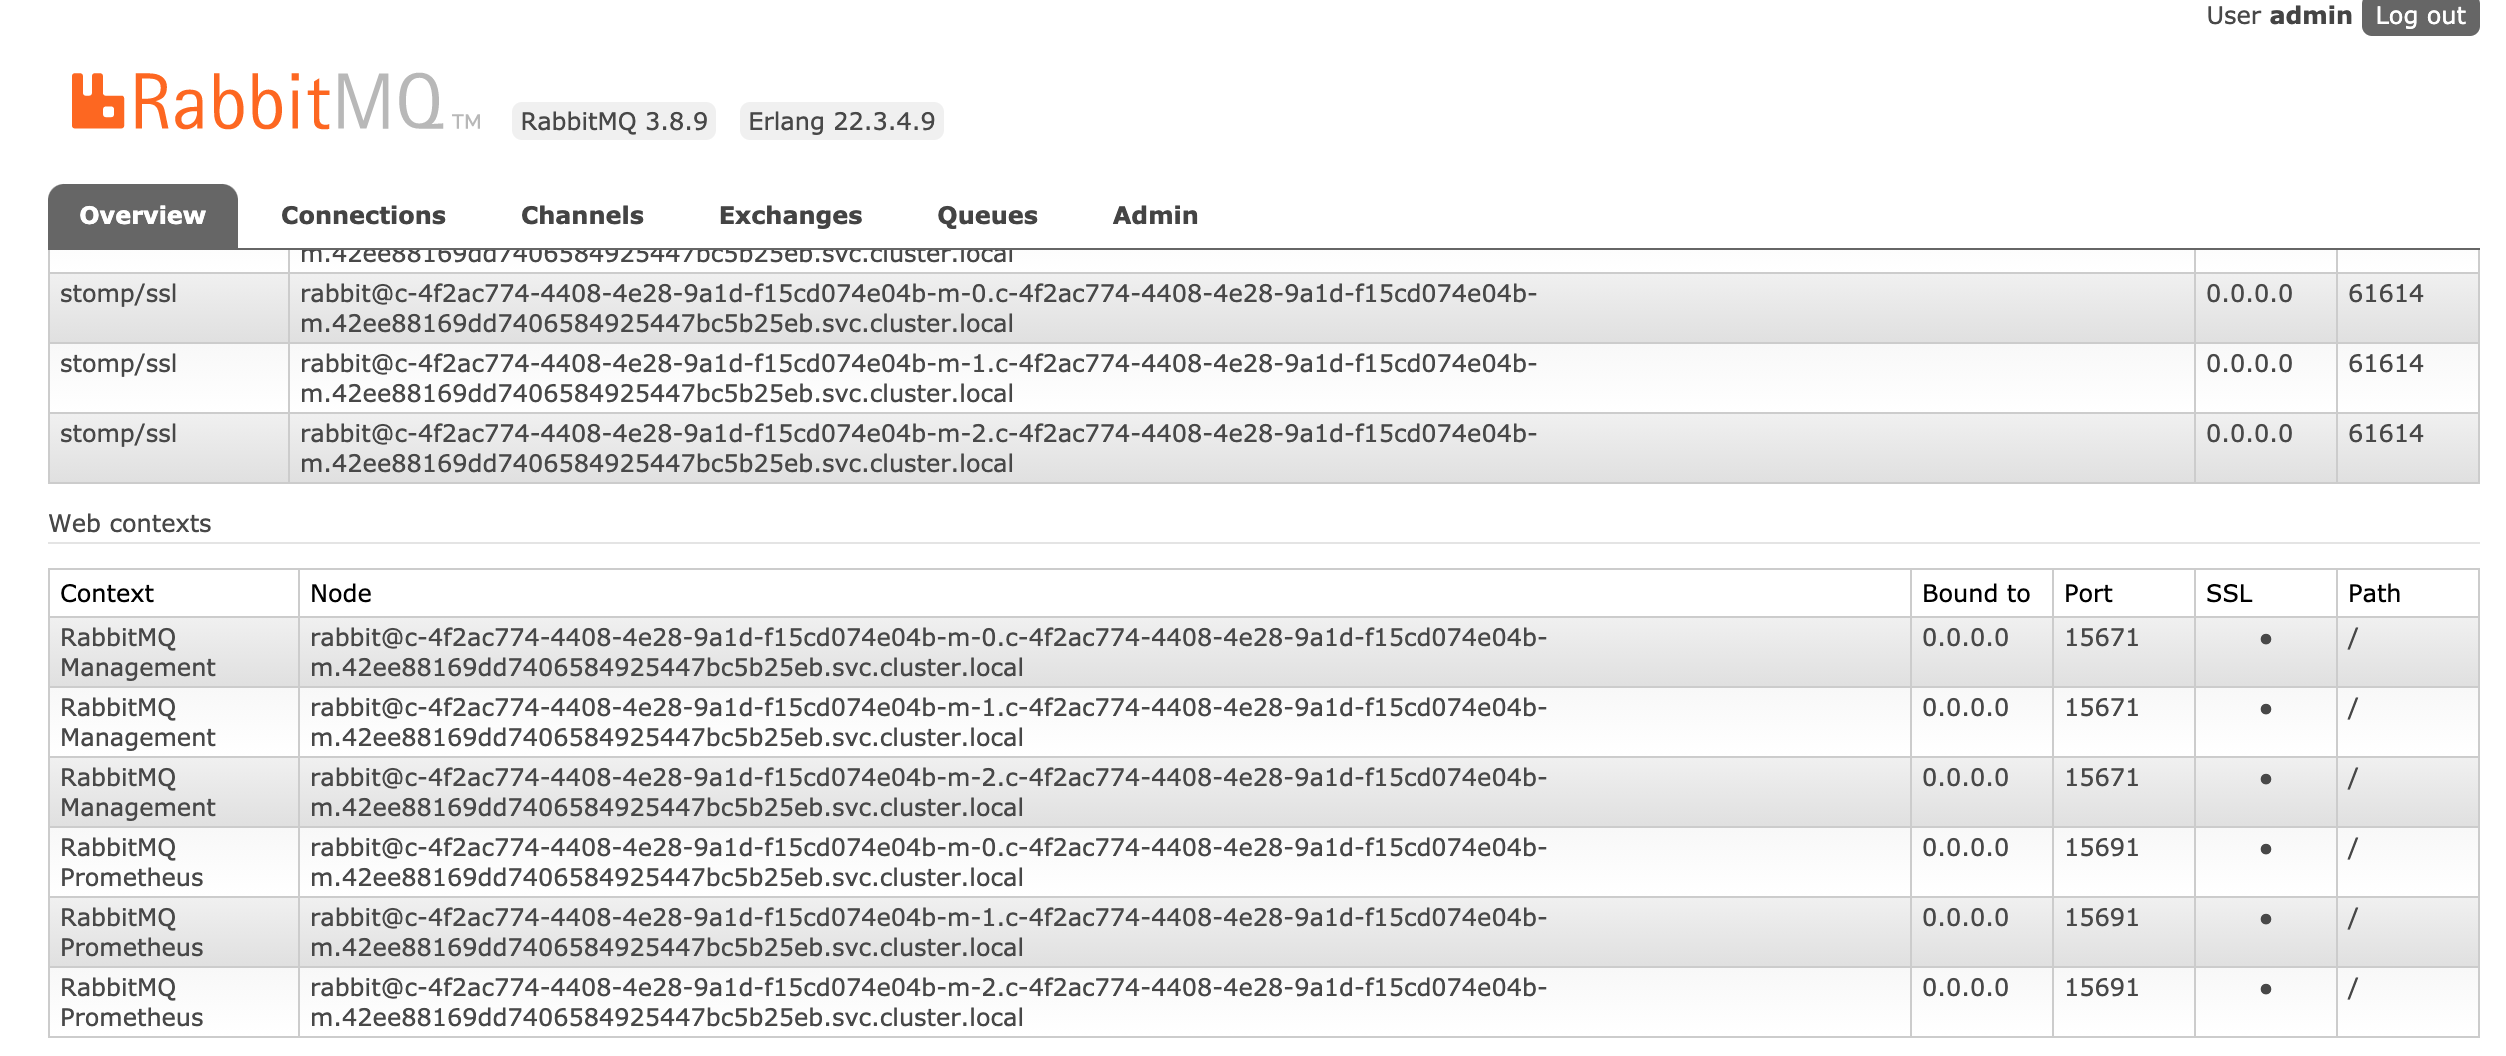 User admin Log out
RabbitMQ TM RabbitMQ 3.8.9 Erlang 22.3.4.9
Overview Connections Channels Exchanges Queues Admin
m.42ee88169dd7406584925447bc5b25eb.svc.cluster.local
stomp/ssl rabbit@c-4f2ac774-4408-4e28-9a1d-f15cd074e04b-m-0.c-4f2ac774-4408-4e28-9a1d-f15cd074e04b- 0.0.0.0 61614
m.42ee88169dd7406584925447bc5b25eb.svc.cluster.local
stomp/ssl rabbit@c-4f2ac774-4408-4e28-9a1d-f15cd074e04b-m-1.c-4f2ac774-4408-4e28-9a1d-f15cd074e04b- 0.0.0.0 61614
m.42ee88169dd7406584925447bc5b25eb.svc.cluster.local
stomp/ssl rabbit@c-4f2ac774-4408-4e28-9a1d-f15cd074e04b-m-2.c-4f2ac774-4408-4e28-9a1d-f15cd074e04b- 0.0.0.0 61614
m.42ee88169dd7406584925447bc5b25eb.svc.cluster.local
Web contexts
Context Node Bound to Port SSL Path
RabbitMQ rabbit@c-4f2ac774-4408-4e28-9a1d-f15cd074e04b-m-0.c-4f2ac774-4408-4e28-9a1d-f15cd074e04b- 0.0.0.0 15671 • /
Management m.42ee88169dd7406584925447bc5b25eb.svc.cluster.local
RabbitMQ rabbit@c-4f2ac774-4408-4e28-9a1d-f15cd074e04b-m-1.c-4f2ac774-4408-4e28-9a1d-f15cd074e04b- 0.0.0.0 15671 • /
Management m.42ee88169dd7406584925447bc5b25eb.svc.cluster.local
RabbitMQ rabbit@c-4f2ac774-4408-4e28-9a1d-f15cd074e04b-m-2.c-4f2ac774-4408-4e28-9a1d-f15cd074e04b- 0.0.0.0 15671 • /
Management m.42ee88169dd7406584925447bc5b25eb.svc.cluster.local
RabbitMQ rabbit@c-4f2ac774-4408-4e28-9a1d-f15cd074e04b-m-0.c-4f2ac774-4408-4e28-9a1d-f15cd074e04b- 0.0.0.0 15691 • /
Prometheus m.42ee88169dd7406584925447bc5b25eb.svc.cluster.local
RabbitMQ rabbit@c-4f2ac774-4408-4e28-9a1d-f15cd074e04b-m-1.c-4f2ac774-4408-4e28-9a1d-f15cd074e04b- 0.0.0.0 15691 • /
Prometheus m.42ee88169dd7406584925447bc5b25eb.svc.cluster.local
RabbitMQ rabbit@c-4f2ac774-4408-4e28-9a1d-f15cd074e04b-m-2.c-4f2ac774-4408-4e28-9a1d-f15cd074e04b- 0.0.0.0 15691 • /
Prometheus m.42ee88169dd7406584925447bc5b25eb.svc.cluster.local